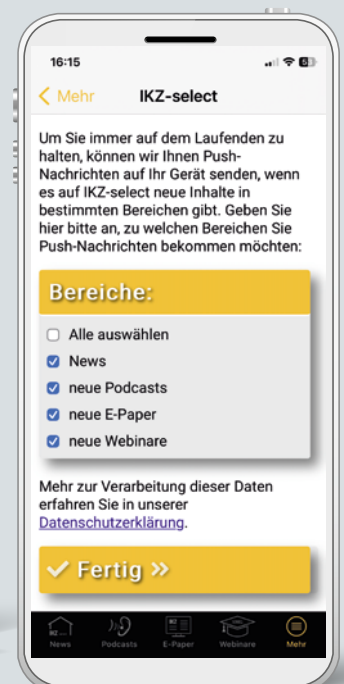 16:15
Mehr IKZ-select
Um Sie immer auf dem Laufenden zu
halten, können wir Ihnen Push-
Nachrichten auf Ihr Gerät senden, wenn
es auf IKZ-select neue Inhalte in
bestimmten Bereichen gibt. Geben Sie
hier bitte an, zu welchen Bereichen Sie
Push-Nachrichten bekommen möchten:
Bereiche:
Alle auswählen
News
neue Podcasts
neue E-Paper
neue Webinare
Mehr zur Verarbeitung dieser Daten
erfahren Sie in unserer
Datenschutzerklärung.
Fertig
News Podcasts E-Paper Webinare Mehr